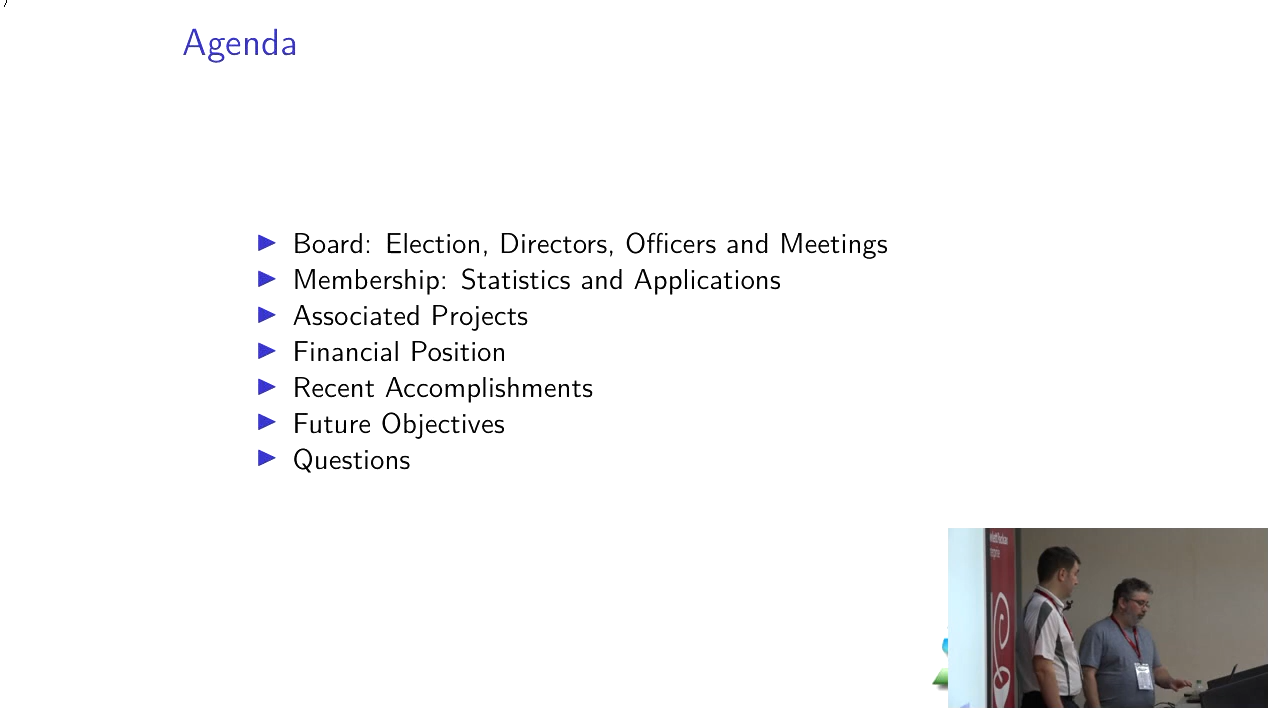 Agenda
Board: Election, Directors, Officers and Meetings
Membership: Statistics and Applications
Associated Projects
Financial Position
Recent Accomplishments
Future Objectives
Questions